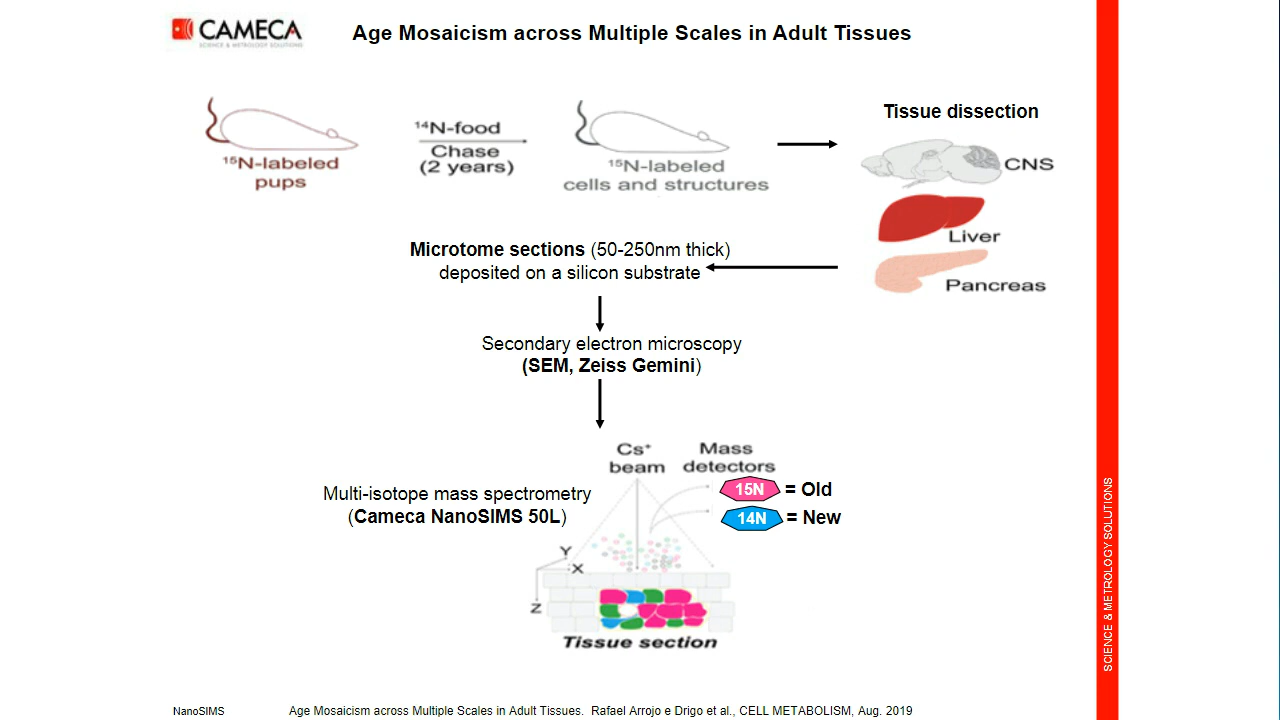 CAMECA
SCIENCE & METROLOGY SOLUTIONS
Age Mosaicism across Multiple Scales in Adult Tissues
¹⁵N-labeled
pups
¹⁴N-food
Chase
(2 years)
¹⁵N-labeled
cells and structures
Tissue dissection
CNS
Liver
Pancreas
Microtome sections (50-250nm thick)
deposited on a silicon substrate
Secondary electron microscopy
(SEM, Zeiss Gemini)
Multi-isotope mass spectrometry
(Cameca NanoSIMS 50L)
Cs⁺
beam
Mass
detectors
15N = Old
14N = New
Y
X
Z
Tissue section
SCIENCE & METROLOGY SOLUTIONS
NanoSIMS
Age Mosaicism across Multiple Scales in Adult Tissues. Rafael Arrojo e Drigo et al., CELL METABOLISM, Aug. 2019